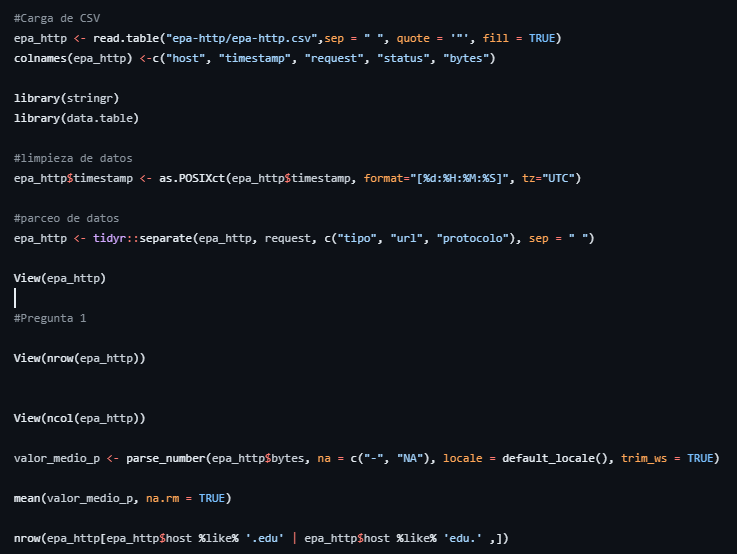 #Carga de CSV
epa_http <- read.table("epa-http/epa-http.csv",sep = " ", quote = '"', fill = TRUE)
colnames(epa_http) <-c("host", "timestamp", "request", "status", "bytes")
library(stringr)
library(data.table)
#limpieza de datos
epa_http$timestamp <- as.POSIXct(epa_http$timestamp, format="[%d:%H:%M:%S]", tz="UTC")
#parceo de datos
epa_http <- tidyr::separate(epa_http, request, c("tipo", "url", "protocolo"), sep = " ")
View(epa_http)
#Pregunta 1
View(nrow(epa_http))
View(ncol(epa_http))
valor_medio_p <- parse_number(epa_http$bytes, na = c("-", "NA"), locale = default_locale(), trim_ws = TRUE)
mean(valor_medio_p, na.rm = TRUE)
nrow(epa_http[epa_http$host %like% '.edu' | epa_http$host %like% 'edu.' ,])